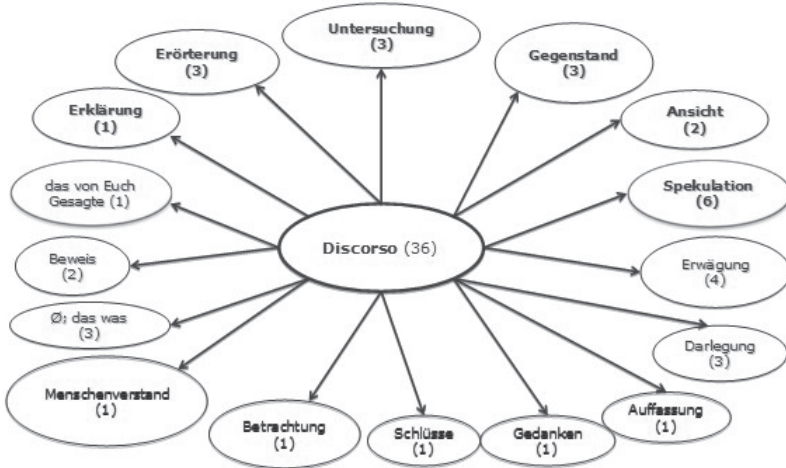 Untersuchung
(3)
Erörterung
(3)
Gegenstand
(3)
Erklärung
(1)
Ansicht
(2)
das von Euch
Gesagte (1)
Spekulation
(6)
Discorso (36)
Beweis
(2)
Erwägung
(4)
Ø; das was
(3)
Darlegung
(3)
Menschenverstand
(1)
Betrachtung
(1)
Schlüsse
(1)
Gedanken
(1)
Auffassung
(1)